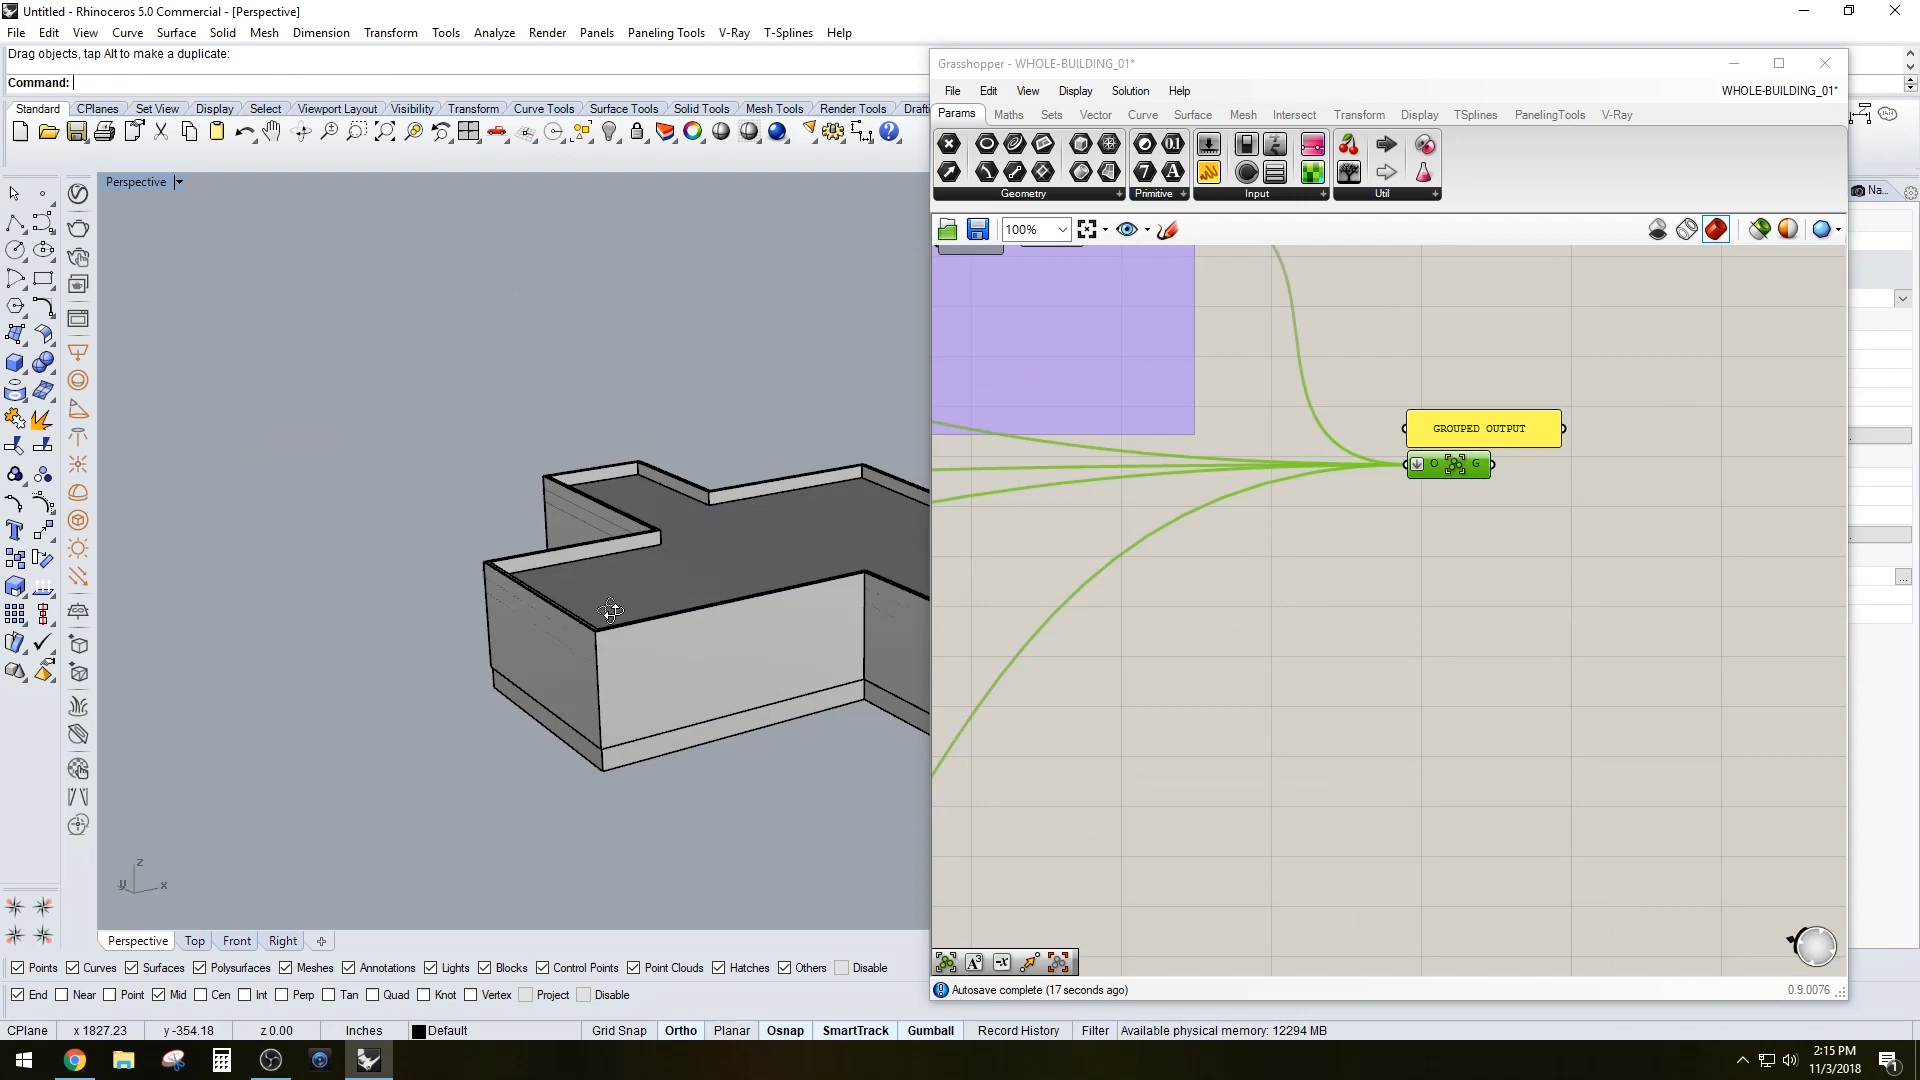 Untitled - Rhinoceros 5.0 Commercial - [Perspective]
File Edit View Curve Surface Solid Mesh Dimension Transform Tools Analyze Render Panels Paneling Tools V-Ray T-Splines Help
Drag objects, tap Alt to make a duplicate:
Command:
Standard CPlanes Set View Display Select Viewport Layout Visibility Transform Curve Tools Surface Tools Solid Tools Mesh Tools Render Tools Drafti
Perspective
Na...
Grasshopper - WHOLE-BUILDING_01*
File Edit View Display Solution Help
WHOLE-BUILDING_01*
Params Maths Sets Vector Curve Surface Mesh Intersect Transform Display TSplines PanelingTools V-Ray
Geometry Primitive Input Util
100%
GROUPED OUTPUT
O G
Autosave complete (17 seconds ago)
0.9.0076
z
y x
Perspective Top Front Right
Points Curves Surfaces Polysurfaces Meshes Annotations Lights Blocks Control Points Point Clouds Hatches Others Disable
End Near Point Mid Cen Int Perp Tan Quad Knot Vertex Project Disable
CPlane x 1827.23 y -354.18 z 0.00 Inches Default Grid Snap Ortho Planar Osnap SmartTrack Gumball Record History Filter Available physical memory: 12294 MB
2:15 PM
11/3/2018
1